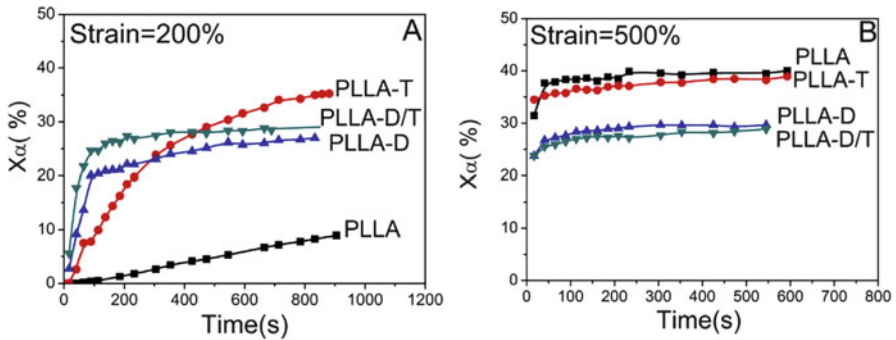 Strain=200%
A
Xα( %)
50
40
30
20
10
0
PLLA-T
PLLA-D/T
PLLA-D
PLLA
0 200 400 600 800 1000 1200
Time(s)
Strain=500%
B
Xα( %)
50
40
30
20
10
0
PLLA
PLLA-T
PLLA-D
PLLA-D/T
0 100 200 300 400 500 600 700 800
Time(s)